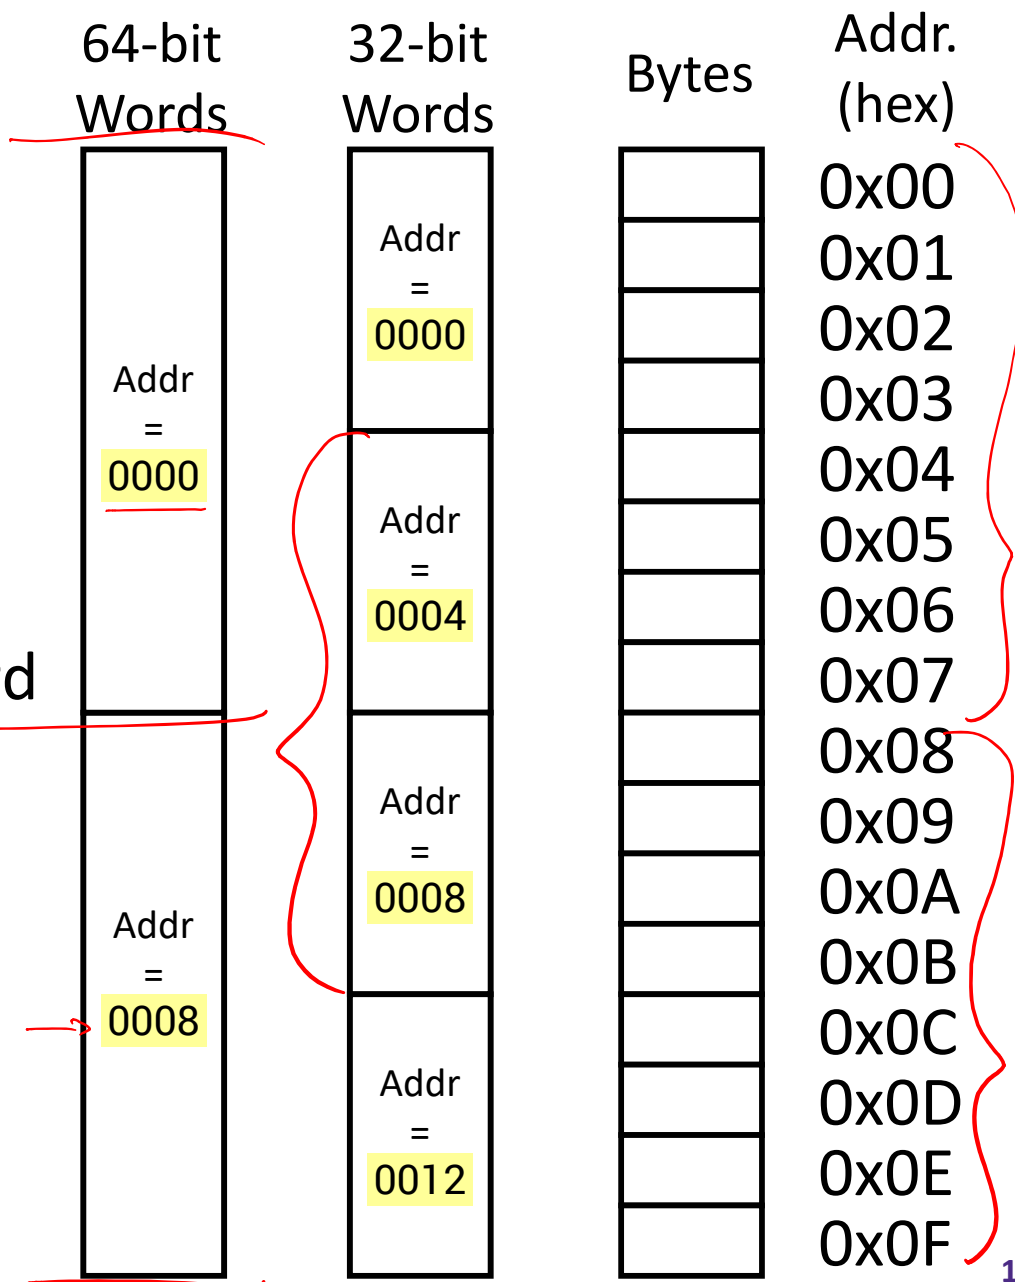 64-bit
Words
32-bit
Words
Bytes
Addr.
(hex)
Addr
=
0000
Addr
=
0008
Addr
=
0000
Addr
=
0004
Addr
=
0008
Addr
=
0012
0x00
0x01
0x02
0x03
0x04
0x05
0x06
0x07
0x08
0x09
0x0A
0x0B
0x0C
0x0D
0x0E
0x0F
d
1